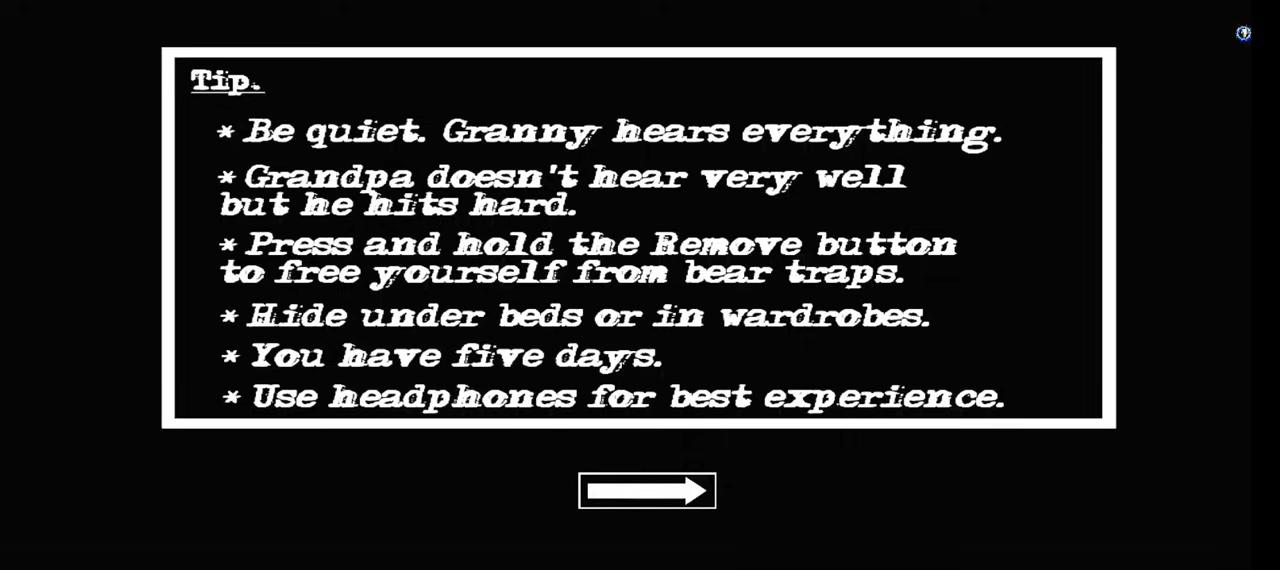 Tip.
* Be quiet. Granny hears everything.
* Grandpa doesn't hear very well
but he hits hard.
* Press and hold the Remove button
to free yourself from bear traps.
* Hide under beds or in wardrobes.
* You have five days.
* Use headphones for best experience.